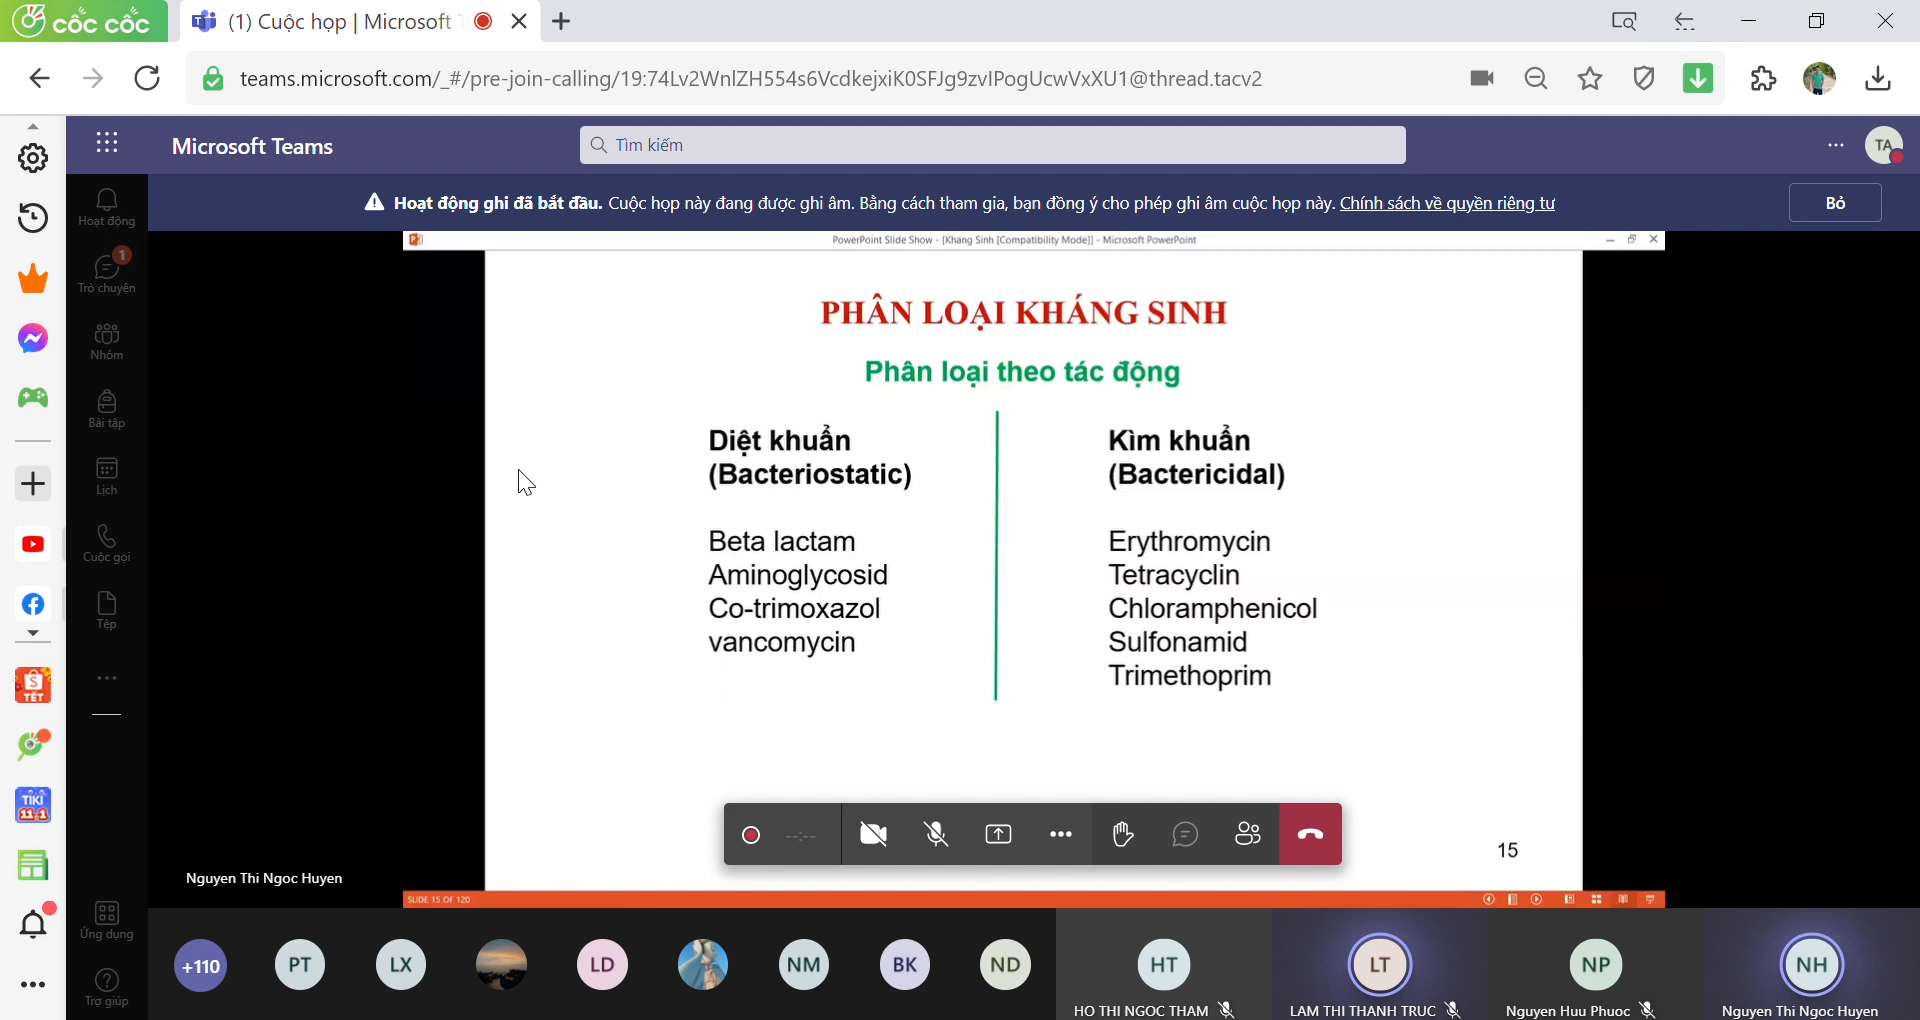 cốc cốc
(1) Cuộc họp | Microsoft
teams.microsoft.com/_#/pre-join-calling/19:74Lv2WnlZH554s6VcdkejxiK0SFJg9zvlPogUcwVxXU1@thread.tacv2
Microsoft Teams
Tìm kiếm
TA
Hoạt động ghi đã bắt đầu. Cuộc họp này đang được ghi âm. Bằng cách tham gia, bạn đồng ý cho phép ghi âm cuộc họp này. Chính sách về quyền riêng tư
Bỏ
Hoạt động
1
Trò chuyện
Nhóm
Bài tập
Lịch
Cuộc gọi
Tệp
Ứng dụng
Trợ giúp
TẾT
TIKI
11.1
PowerPoint Slide Show - [Khang Sinh [Compatibility Mode]] - Microsoft PowerPoint
PHÂN LOẠI KHÁNG SINH
Phân loại theo tác động
Diệt khuẩn
(Bacteriostatic)
Beta lactam
Aminoglycosid
Co-trimoxazol
vancomycin
Kìm khuẩn
(Bactericidal)
Erythromycin
Tetracyclin
Chloramphenicol
Sulfonamid
Trimethoprim
--:--
15
Nguyen Thi Ngoc Huyen
SLIDE 15 OF 120
+110
PT
LX
LD
NM
BK
ND
HT
HO THI NGOC THAM
LT
LAM THI THANH TRUC
NP
Nguyen Huu Phuoc
NH
Nguyen Thi Ngoc Huyen